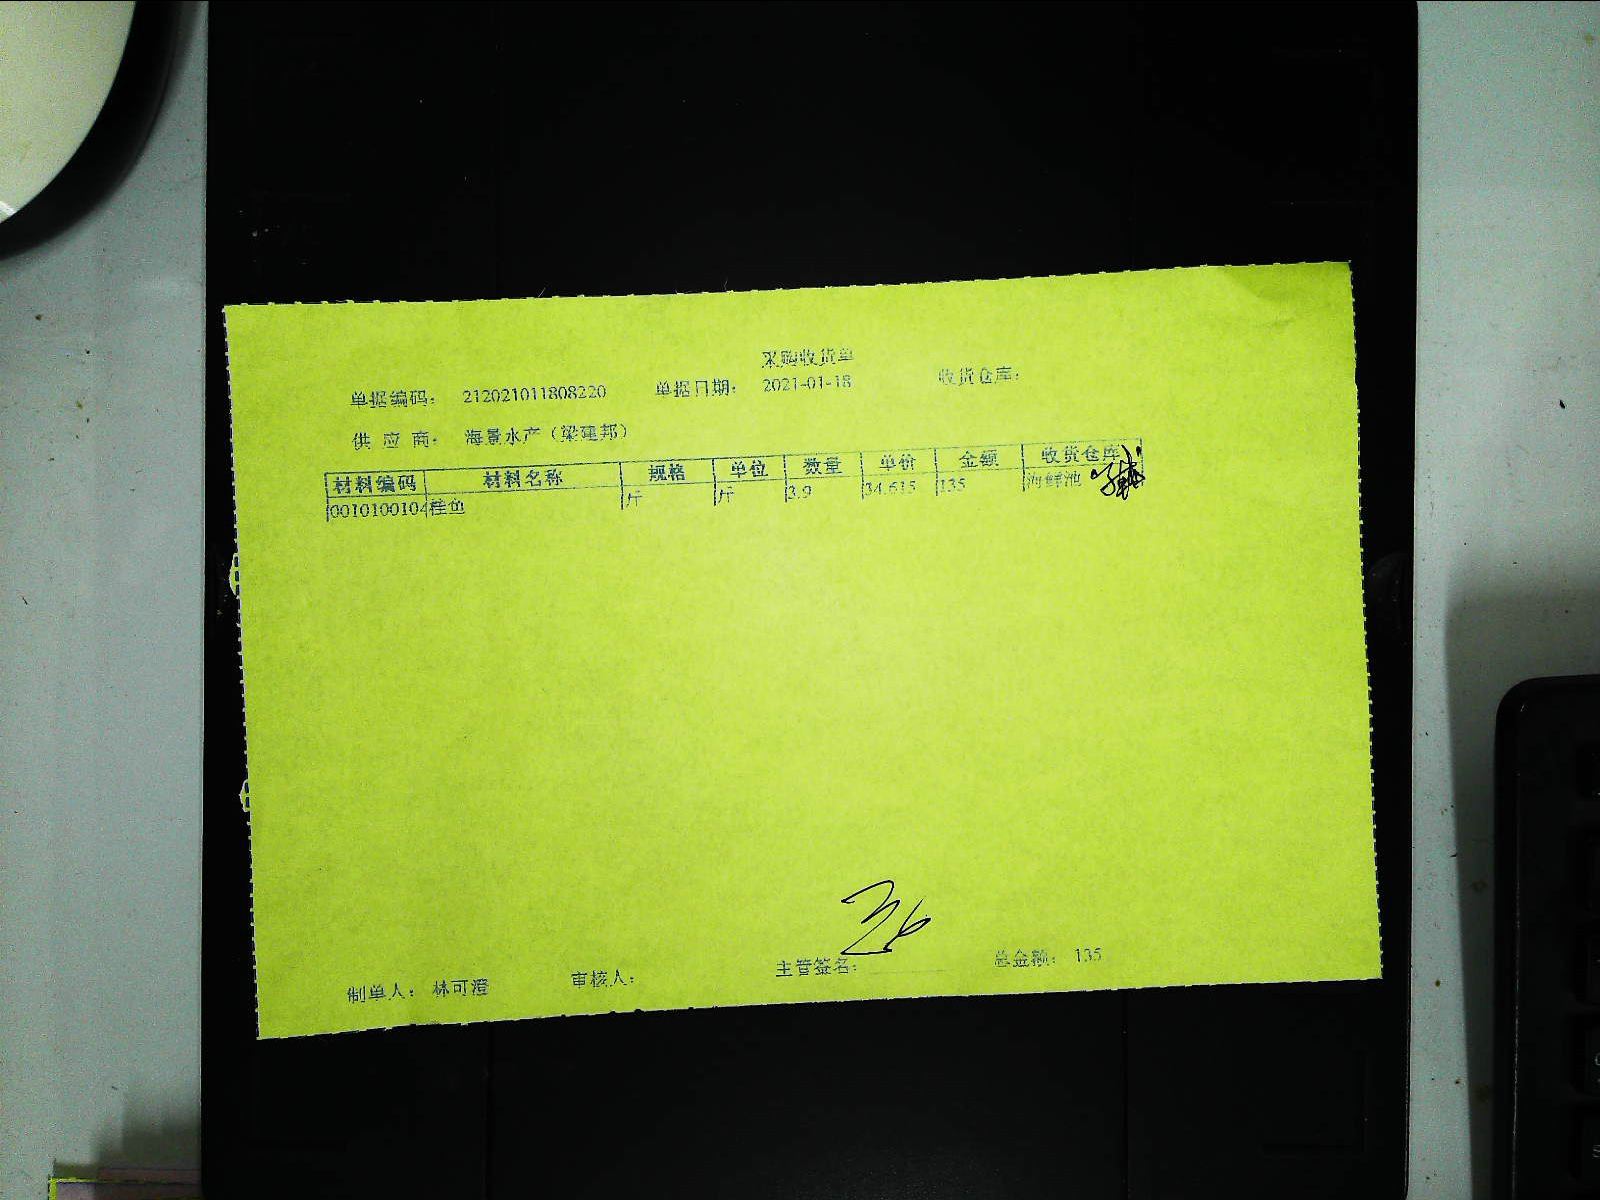 采购收货单
单据编码： 212021011808220 单据日期： 2021-01-18 收货仓库：
供 应 商： 海景水产（梁建邦）
材料编码 材料名称 规格 单位 数量 单价 金额 收货仓库
0010100104 桂鱼 斤 斤 3.9 34.615 135 海鲜池
制单人： 林可澄 审核人： 主管签名： 总金额： 135